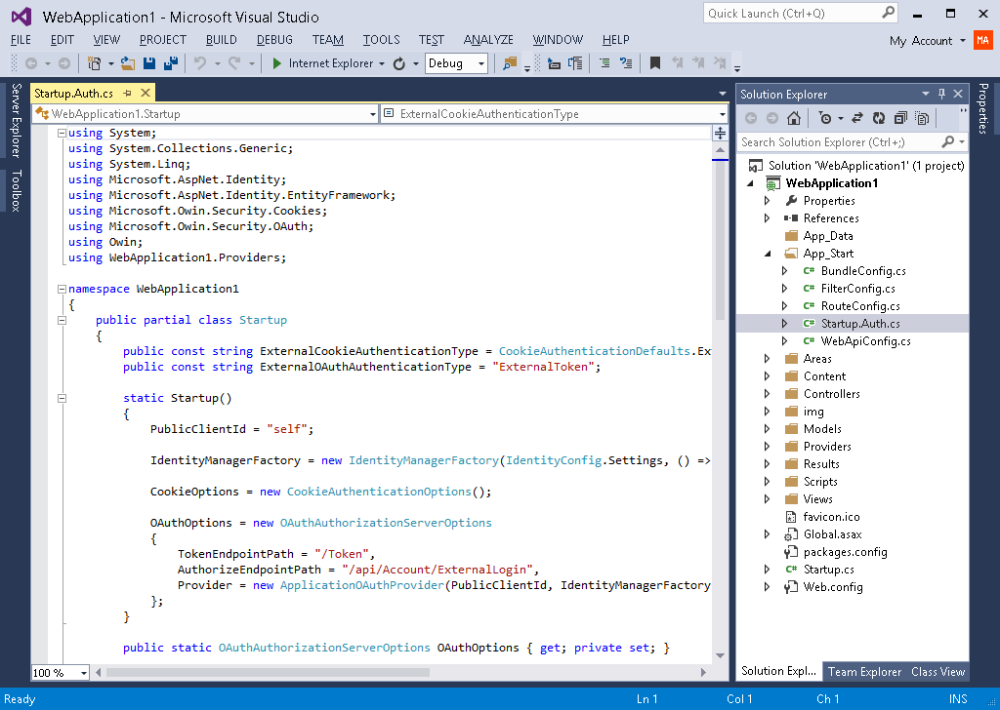 WebApplication1 - Microsoft Visual Studio
Quick Launch (Ctrl+Q)
FILE EDIT VIEW PROJECT BUILD DEBUG TEAM TOOLS TEST ANALYZE WINDOW HELP
My Account MA
Internet Explorer Debug
Server Explorer
Toolbox
Startup.Auth.cs
WebApplication1.Startup ExternalCookieAuthenticationType
using System;
using System.Collections.Generic;
using System.Linq;
using Microsoft.AspNet.Identity;
using Microsoft.AspNet.Identity.EntityFramework;
using Microsoft.Owin.Security.Cookies;
using Microsoft.Owin.Security.OAuth;
using Owin;
using WebApplication1.Providers;
namespace WebApplication1
{
public partial class Startup
{
public const string ExternalCookieAuthenticationType = CookieAuthenticationDefaults.Ex
public const string ExternalOAuthAuthenticationType = "ExternalToken";
static Startup()
{
PublicClientId = "self";
IdentityManagerFactory = new IdentityManagerFactory(IdentityConfig.Settings, () =>
CookieOptions = new CookieAuthenticationOptions();
OAuthOptions = new OAuthAuthorizationServerOptions
{
TokenEndpointPath = "/Token",
AuthorizeEndpointPath = "/api/Account/ExternalLogin",
Provider = new ApplicationOAuthProvider(PublicClientId, IdentityManagerFactory
};
}
public static OAuthAuthorizationServerOptions OAuthOptions { get; private set; }
100 %
Solution Explorer
Search Solution Explorer (Ctrl+;)
Solution 'WebApplication1' (1 project)
WebApplication1
Properties
References
App_Data
App_Start
C# BundleConfig.cs
C# FilterConfig.cs
C# RouteConfig.cs
C# Startup.Auth.cs
C# WebApiConfig.cs
Areas
Content
Controllers
img
Models
Providers
Results
Scripts
Views
favicon.ico
Global.asax
packages.config
C# Startup.cs
Web.config
Solution Expl... Team Explorer Class View
Properties
Ready Ln 1 Col 1 Ch 1 INS